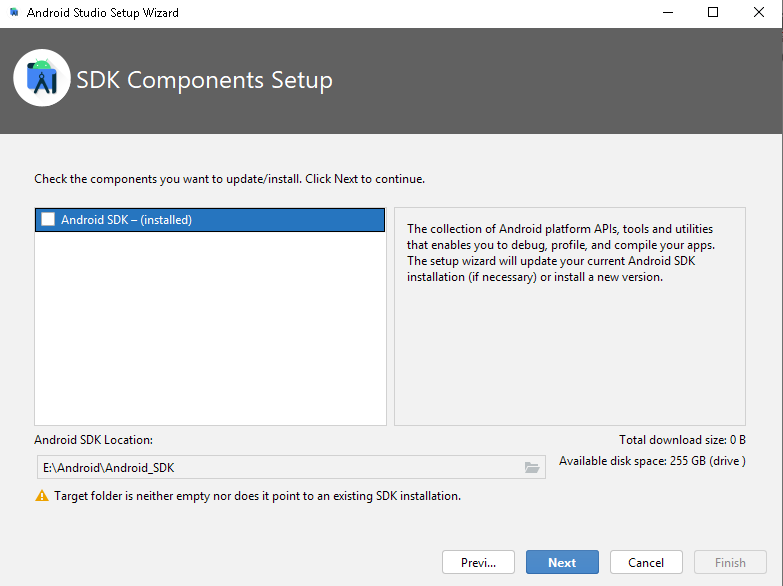 Android Studio Setup Wizard
SDK Components Setup
Check the components you want to update/install. Click Next to continue.
Android SDK – (installed)
The collection of Android platform APIs, tools and utilities
that enables you to debug, profile, and compile your apps.
The setup wizard will update your current Android SDK
installation (if necessary) or install a new version.
Android SDK Location:
Total download size: 0 B
E:\Android\Android_SDK
Available disk space: 255 GB (drive )
Target folder is neither empty nor does it point to an existing SDK installation.
Previ...
Next
Cancel
Finish